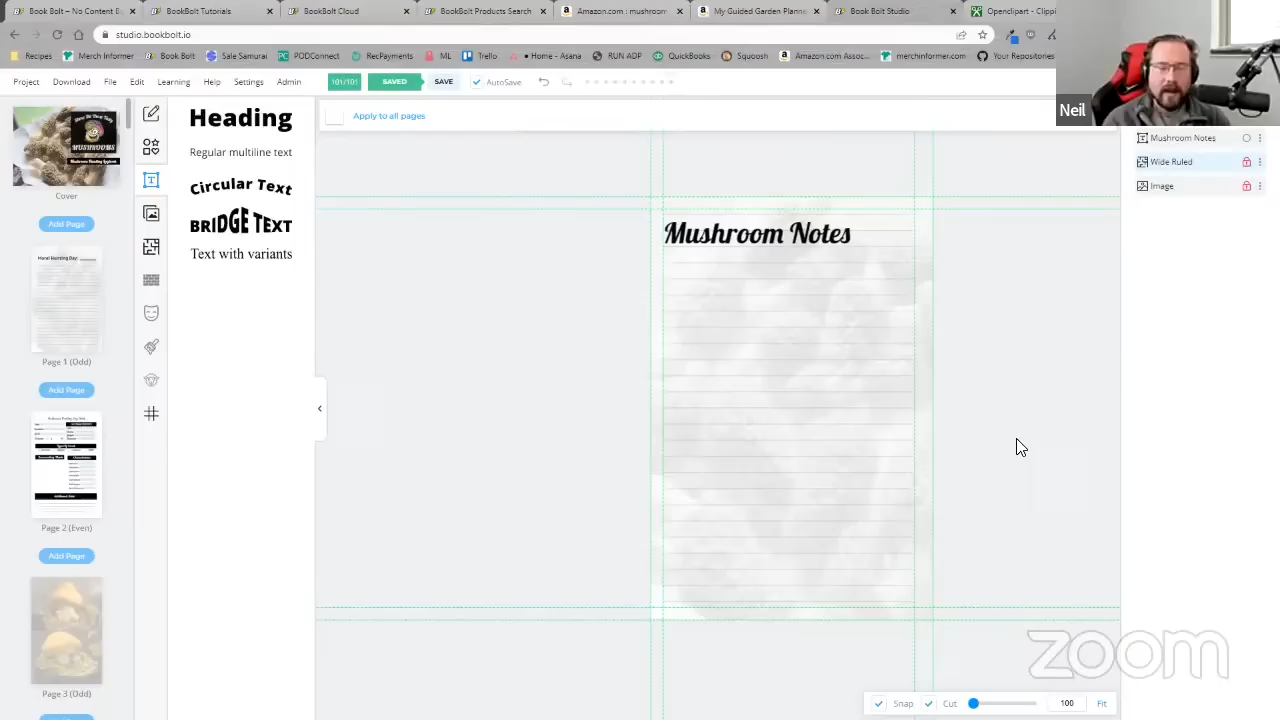 Book Bolt – No Content B
BookBolt Tutorials
BookBolt Cloud
BookBolt Products Search
Amazon.com : mushroom
My Guided Garden Planne
Book Bolt Studio
Openclipart - Clippi
studio.bookbolt.io
Recipes
Merch Informer
Book Bolt
Sale Samurai
PODConnect
RecPayments
ML
Trello
• Home - Asana
RUN ADP
QuickBooks
Squoosh
Amazon.com Assoc...
merchinformer.com
Your Repositories
Neil
Project
Download
File
Edit
Learning
Help
Settings
Admin
101/101
SAVED
SAVE
AutoSave
Apply to all pages
Heading
Regular multiline text
Circular Text
BRIDGE TEXT
Text with variants
MUSHROOMS
Cover
Add Page
Page 1 (Odd)
Add Page
Page 2 (Even)
Add Page
Page 3 (Odd)
Mushroom Notes
Mushroom Notes
Wide Ruled
Image
zoom
Snap
Cut
100
Fit